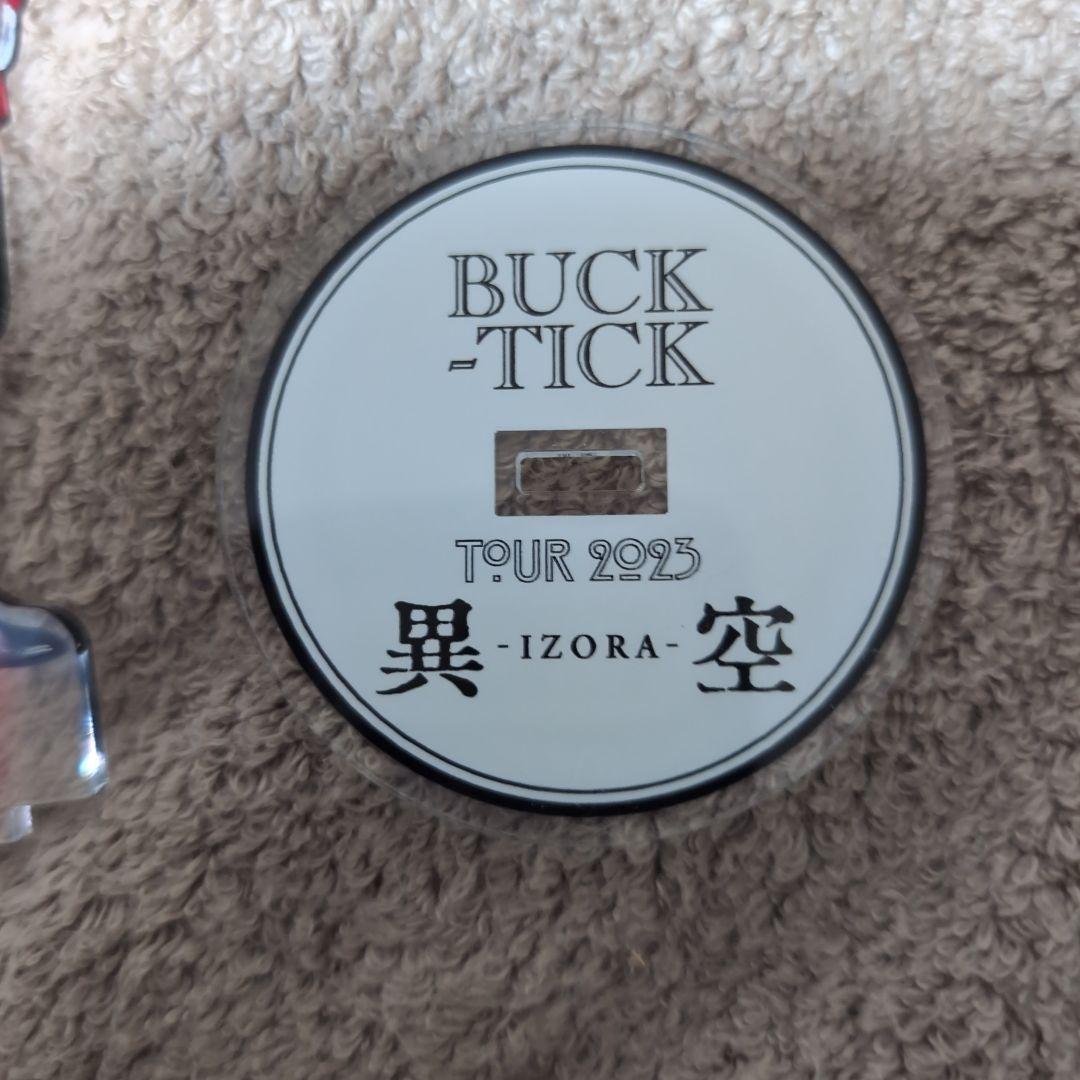 BUCK
-TICK
TOUR 2023
異 -IZORA- 空